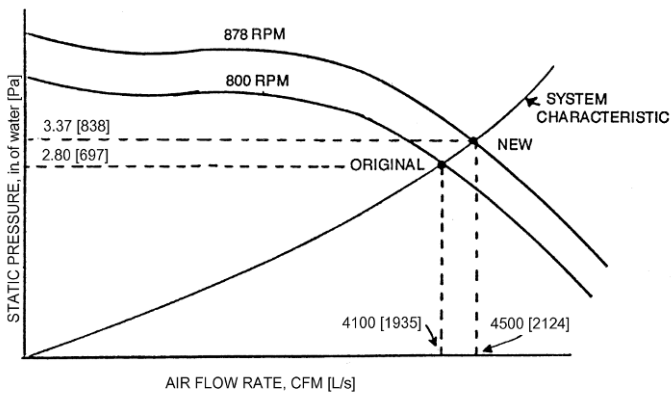 878 RPM
800 RPM
SYSTEM
CHARACTERISTIC
3.37 [838]
NEW
2.80 [697]
ORIGINAL
STATIC PRESSURE, in. of water [Pa]
4100 [1935]
4500 [2124]
AIR FLOW RATE, CFM [L/s]